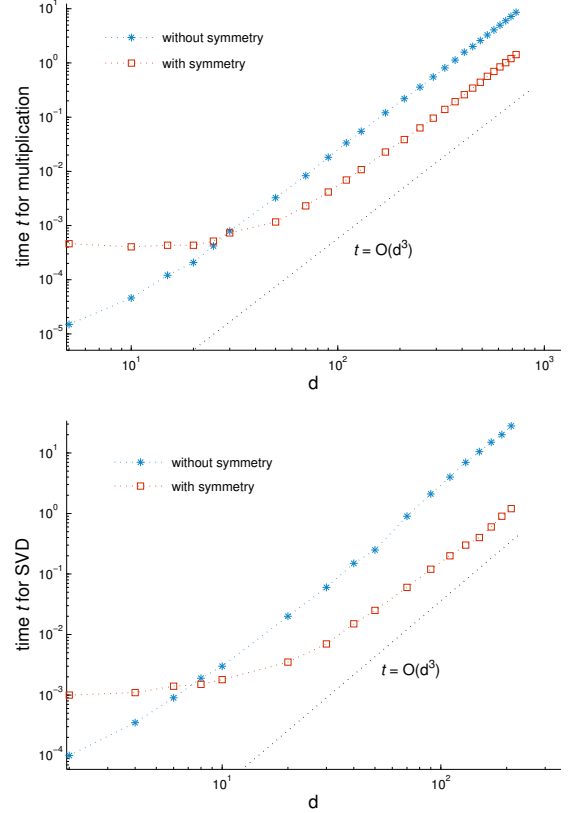 10^1
without symmetry
with symmetry
10^0
10^-1
10^-2
10^-3
10^-4
10^-5
time t for multiplication
t = O(d^3)
10^1
10^2
10^3
d
10^1
without symmetry
with symmetry
10^0
10^-1
10^-2
10^-3
10^-4
time t for SVD
t = O(d^3)
10^1
10^2
d